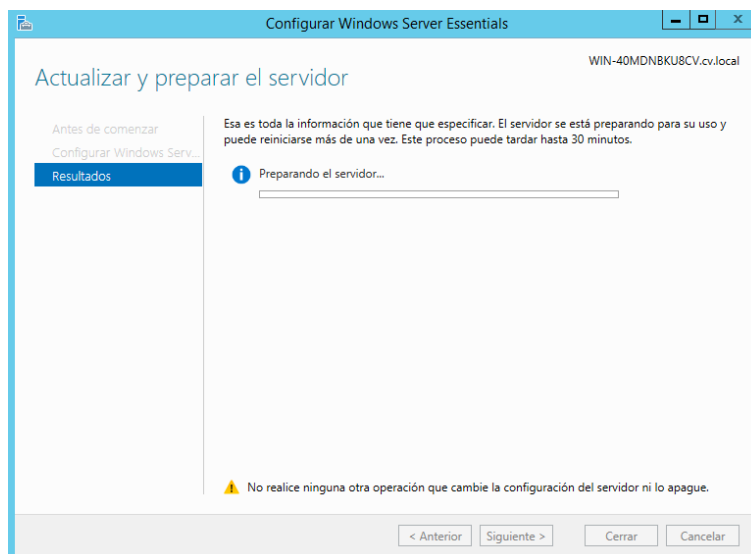 Configurar Windows Server Essentials
WIN-40MDNBKU8CV.cv.local
Actualizar y preparar el servidor
Antes de comenzar
Configurar Windows Serv...
Resultados
Esa es toda la información que tiene que especificar. El servidor se está preparando para su uso y
puede reiniciarse más de una vez. Este proceso puede tardar hasta 30 minutos.
Preparando el servidor...
No realice ninguna otra operación que cambie la configuración del servidor ni lo apague.
< Anterior
Siguiente >
Cerrar
Cancelar